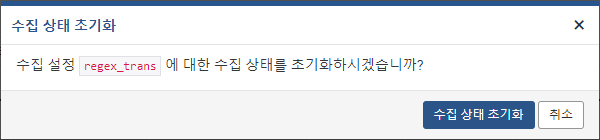 수집 상태 초기화 ×
수집 설정 regex_trans 에 대한 수집 상태를 초기화하시겠습니까?
수집 상태 초기화 취소